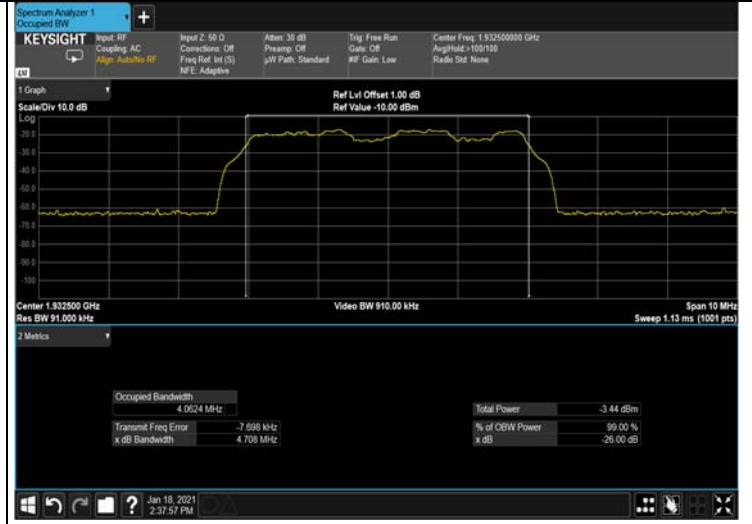 Spectrum Analyzer 1
Occupied BW
+
KEYSIGHT
Input: RF
Coupling: AC
Align: Auto/No RF
Input Z: 50 Ω
Corrections: Off
Freq Ref: Int (S)
NFE: Adaptive
Atten: 30 dB
Preamp: Off
µW Path: Standard
Trig: Free Run
Gate: Off
#IF Gain: Low
Center Freq: 1.932500000 GHz
Avg|Hold:>100/100
Radio Std: None
LXI
1 Graph
Scale/Div 10.0 dB
Ref Lvl Offset 1.00 dB
Ref Value -10.00 dBm
Log
-20.0
-30.0
-40.0
-50.0
-60.0
-70.0
-80.0
-90.0
-100
Center 1.932500 GHz
Res BW 91.000 kHz
Video BW 910.00 kHz
Span 10 MHz
Sweep 1.13 ms (1001 pts)
2 Metrics
Occupied Bandwidth
4.0624 MHz
Transmit Freq Error -7.698 kHz
x dB Bandwidth 4.708 MHz
Total Power -3.44 dBm
% of OBW Power 99.00 %
x dB -26.00 dB
?
Jan 18, 2021
2:37:57 PM